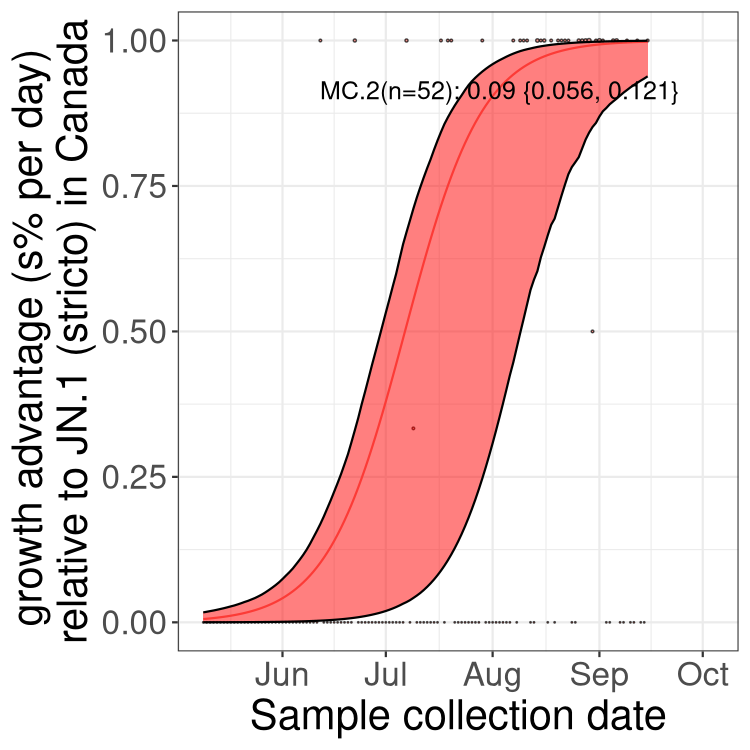 growth advantage (s% per day)
relative to JN.1 (stricto) in Canada
1.00
0.75
0.50
0.25
0.00
MC.2(n=52): 0.09 {0.056, 0.121}
Jun Jul Aug Sep Oct
Sample collection date